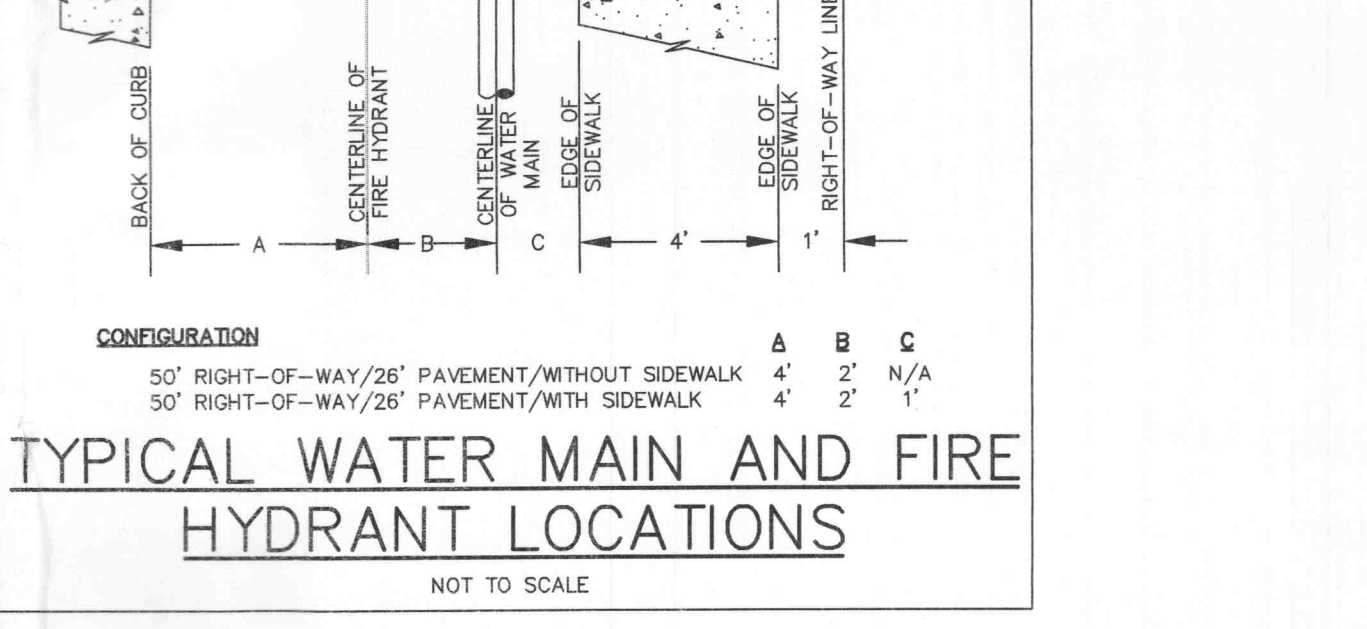 BACK OF CURB
CENTERLINE OF
FIRE HYDRANT
CENTERLINE
OF WATER
MAIN
EDGE OF
SIDEWALK
EDGE OF
SIDEWALK
RIGHT-OF-WAY LINE
A B C 4' 1'
CONFIGURATION A B C
50' RIGHT-OF-WAY/26' PAVEMENT/WITHOUT SIDEWALK 4' 2' N/A
50' RIGHT-OF-WAY/26' PAVEMENT/WITH SIDEWALK 4' 2' 1'
TYPICAL WATER MAIN AND FIRE
HYDRANT LOCATIONS
NOT TO SCALE